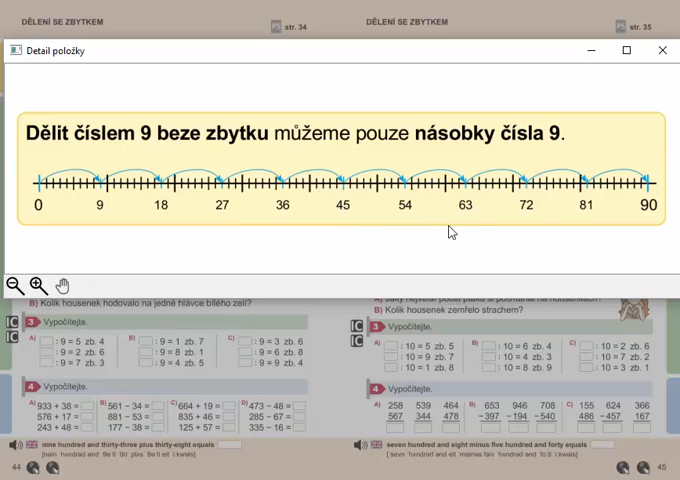 DĚLENÍ SE ZBYTKEM
PS str. 34
DĚLENÍ SE ZBYTKEM
PS str. 35
Detail položky
Dělit číslem 9 beze zbytku můžeme pouze násobky čísla 9.
0 9 18 27 36 45 54 63 72 81 90
B) Kolik housenek hodovalo na jedné hlávce bílého zelí?
3 Vypočítejte.
A) : 9 = 5 zb. 4 B) : 9 = 1 zb. 7 C) : 9 = 3 zb. 6
: 9 = 2 zb. 6 : 9 = 8 zb. 1 : 9 = 6 zb. 8
: 9 = 7 zb. 3 : 9 = 4 zb. 5 : 9 = 9 zb. 4
4 Vypočítejte.
A) 933 + 38 = B) 561 – 34 = C) 664 + 19 = D) 473 – 48 =
576 + 17 = 881 – 53 = 835 + 46 = 285 – 67 =
243 + 48 = 177 – 38 = 125 + 57 = 335 – 16 =
nine hundred and thirty-three plus thirty-eight equals
44
B) Kolik housenek zemřelo strachem?
3 Vypočítejte.
A) : 10 = 5 zb. 5 B) : 10 = 6 zb. 4 C) : 10 = 2 zb. 6
: 10 = 9 zb. 7 : 10 = 4 zb. 3 : 10 = 7 zb. 2
: 10 = 1 zb. 8 : 10 = 8 zb. 9 : 10 = 3 zb. 1
4 Vypočítejte.
A) 258 539 464 B) 653 946 708 C) 155 624 366
567 344 478 –397 –194 –540 486 –457 167
seven hundred and eight minus five hundred and forty equals
45